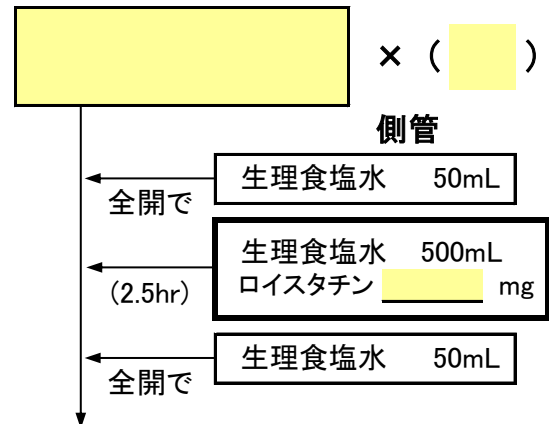 × ( )
側管
生理食塩水 50mL
全開で
生理食塩水 500mL
ロイスタチン mg
(2.5hr)
生理食塩水 50mL
全開で